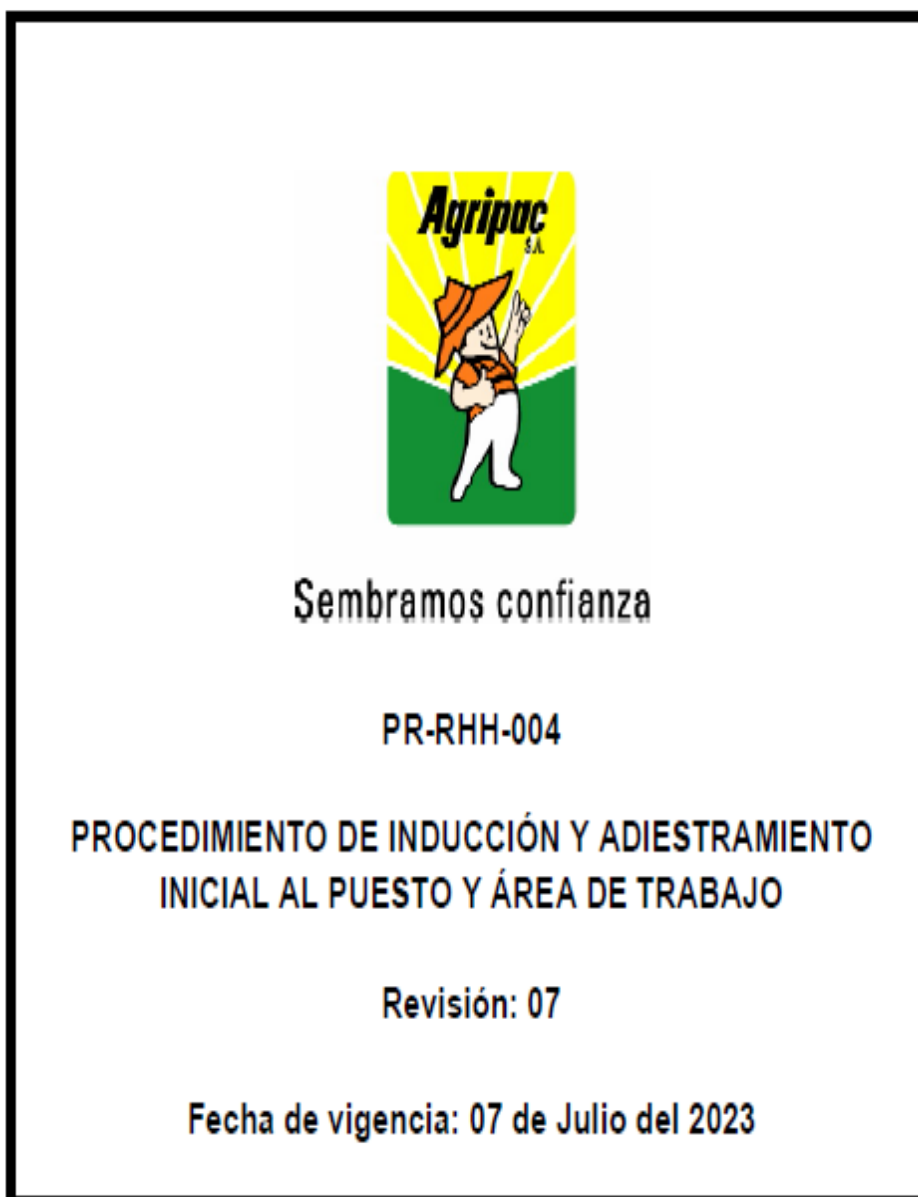 Agripac
S.A.
Sembramos confianza
PR-RHH-004
PROCEDIMIENTO DE INDUCCIÓN Y ADIESTRAMIENTO
INICIAL AL PUESTO Y ÁREA DE TRABAJO
Revisión: 07
Fecha de vigencia: 07 de Julio del 2023